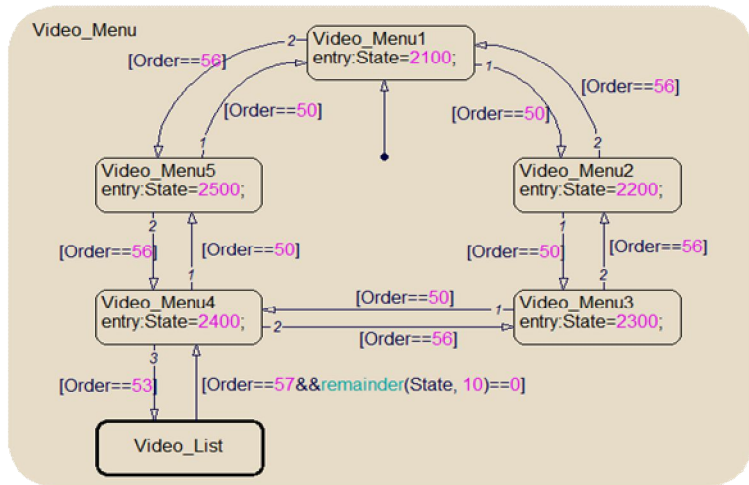 Video_Menu
2
Video_Menu1
entry:State=2100;
1
[Order==56]
[Order==56]
[Order==50]
[Order==50]
1
2
Video_Menu5
entry:State=2500;
2
Video_Menu2
entry:State=2200;
1
[Order==56]
[Order==50]
[Order==50]
[Order==56]
1
2
Video_Menu4
entry:State=2400;
3
[Order==50]
1
2
[Order==56]
Video_Menu3
entry:State=2300;
[Order==53]
[Order==57&&remainder(State, 10)==0]
Video_List